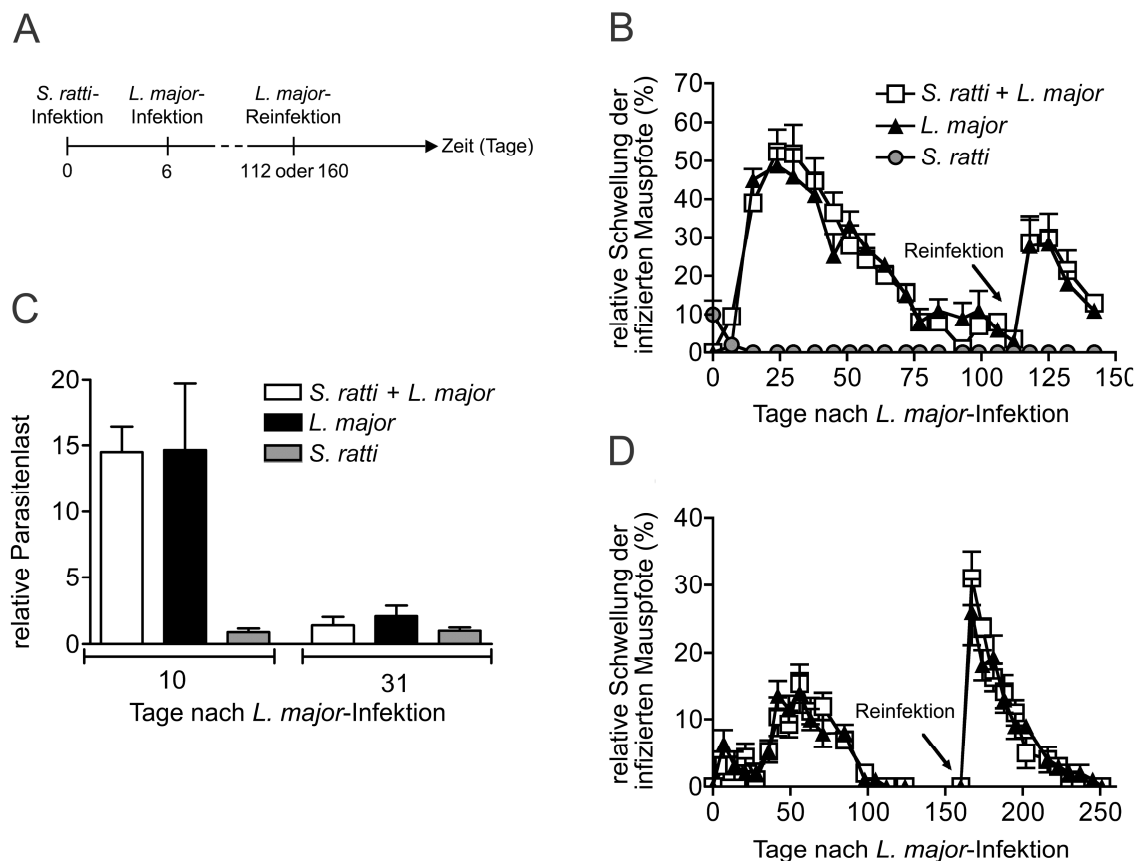 A
S. ratti-
Infektion
L. major-
Infektion
L. major-
Reinfektion
Zeit (Tage)
0
6
112 oder 160
B
relative Schwellung der
infizierten Mauspfote (%)
70
60
50
40
30
20
10
0
S. ratti + L. major
L. major
S. ratti
Reinfektion
0 25 50 75 100 125 150
Tage nach L. major-Infektion
C
relative Parasitenlast
20
15
10
5
0
S. ratti + L. major
L. major
S. ratti
10 31
Tage nach L. major-Infektion
D
relative Schwellung der
infizierten Mauspfote (%)
40
30
20
10
0
Reinfektion
0 50 100 150 200 250
Tage nach L. major-Infektion